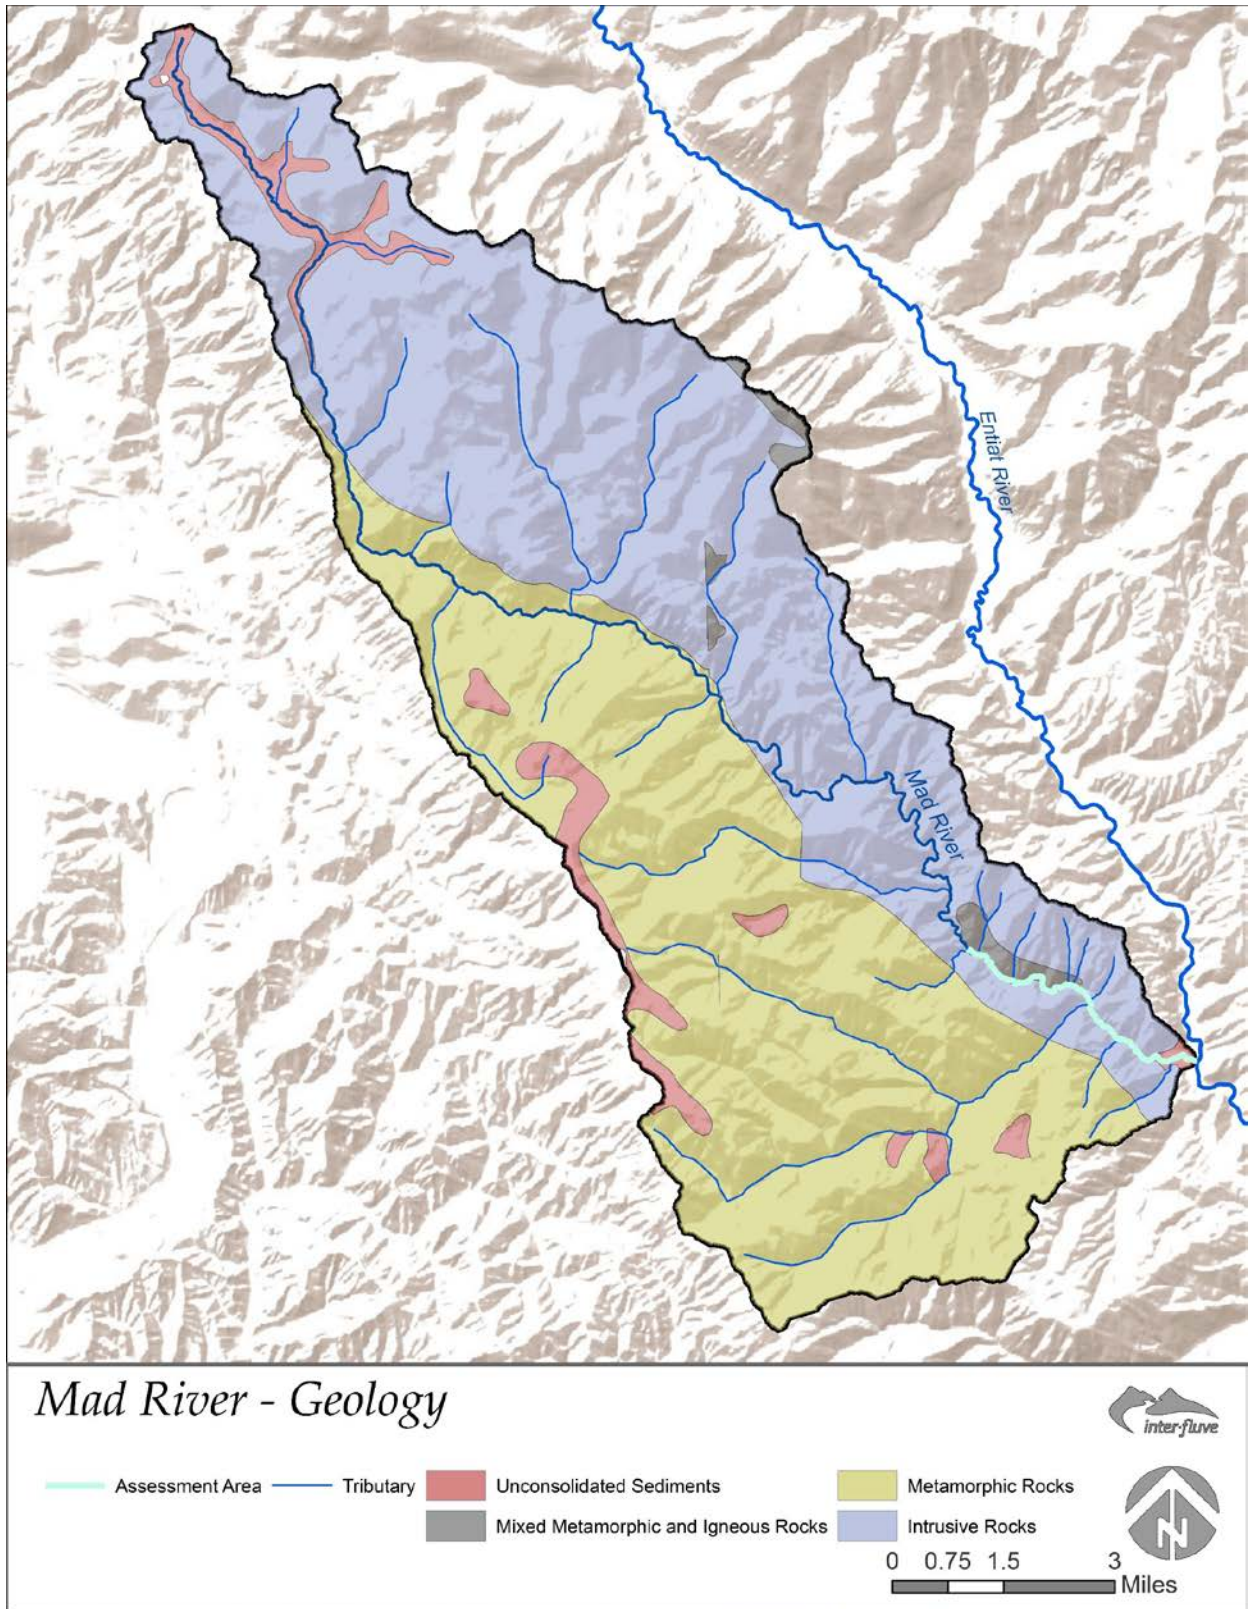 Entiat River
Mad River
Mad River - Geology
inter-fluve
Assessment Area
Tributary
Unconsolidated Sediments
Metamorphic Rocks
Mixed Metamorphic and Igneous Rocks
Intrusive Rocks
N
0 0.75 1.5 3
Miles